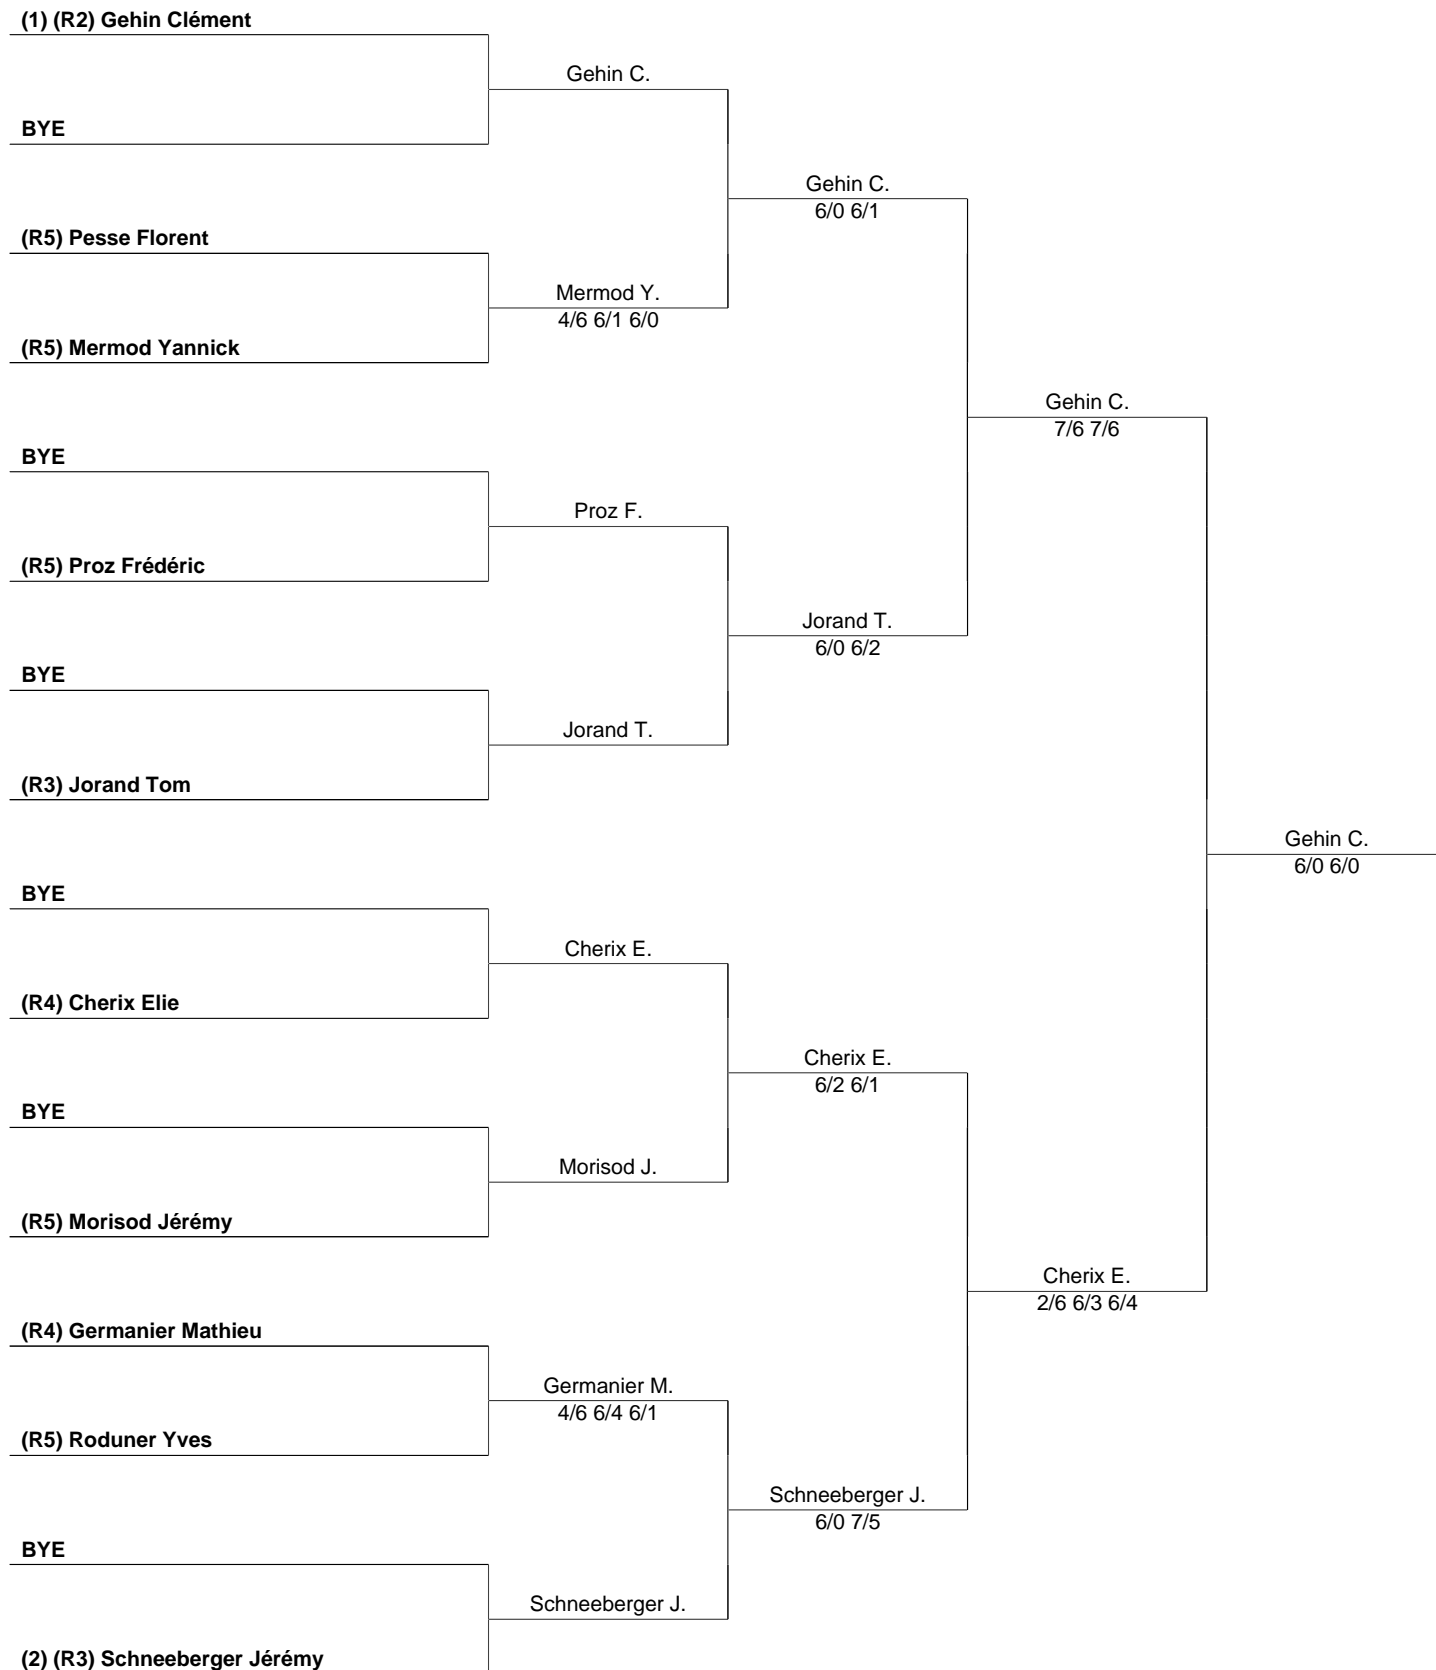 (1) (R2) Gehin Clément
Gehin C.
BYE
Gehin C.
6/0 6/1
(R5) Pesse Florent
Mermod Y.
4/6 6/1 6/0
(R5) Mermod Yannick
Gehin C.
7/6 7/6
BYE
Proz F.
(R5) Proz Frédéric
Jorand T.
6/0 6/2
BYE
Jorand T.
(R3) Jorand Tom
Gehin C.
6/0 6/0
BYE
Cherix E.
(R4) Cherix Elie
Cherix E.
6/2 6/1
BYE
Morisod J.
(R5) Morisod Jérémy
Cherix E.
2/6 6/3 6/4
(R4) Germanier Mathieu
Germanier M.
4/6 6/4 6/1
(R5) Roduner Yves
Schneeberger J.
6/0 7/5
BYE
Schneeberger J.
(2) (R3) Schneeberger Jérémy